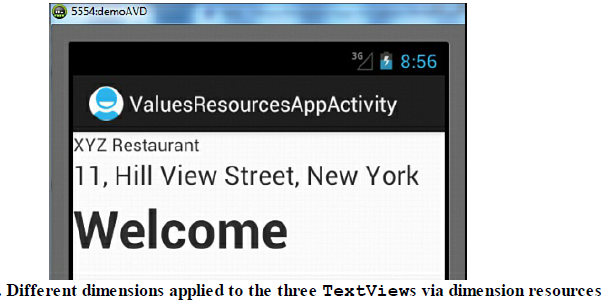 5554:demoAVD
3G
8:56
ValuesResourcesAppActivity
XYZ Restaurant
11, Hill View Street, New York
Welcome
. Different dimensions applied to the three TextViews via dimension resources